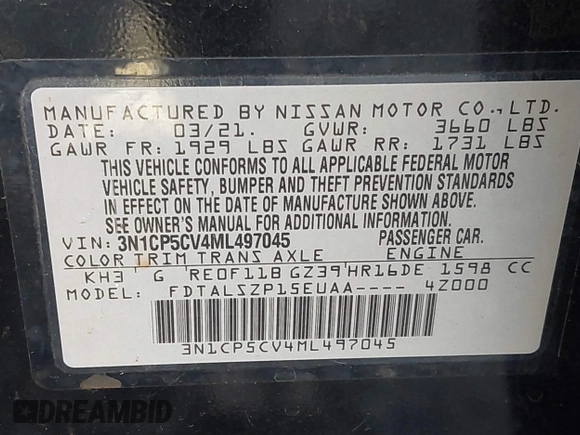 MANUFACTURED BY NISSAN MOTOR CO., LTD.
DATE: 03/21. GVWR: 3660 LBS
GAWR FR: 1929 LBS GAWR RR: 1731 LBS
THIS VEHICLE CONFORMS TO ALL APPLICABLE FEDERAL MOTOR
VEHICLE SAFETY, BUMPER AND THEFT PREVENTION STANDARDS
IN EFFECT ON THE DATE OF MANUFACTURE SHOWN ABOVE.
SEE OWNER'S MANUAL FOR ADDITIONAL INFORMATION.
VIN: 3N1CP5CV4ML497045 PASSENGER CAR.
COLOR TRIM TRANS AXLE ENGINE
KH3 G RE0F11B GZ39 HR16DE 1598 CC
MODEL: FDTALSZP15EUAA---- 4Z000
3N1CP5CV4ML497045
DREAMBID